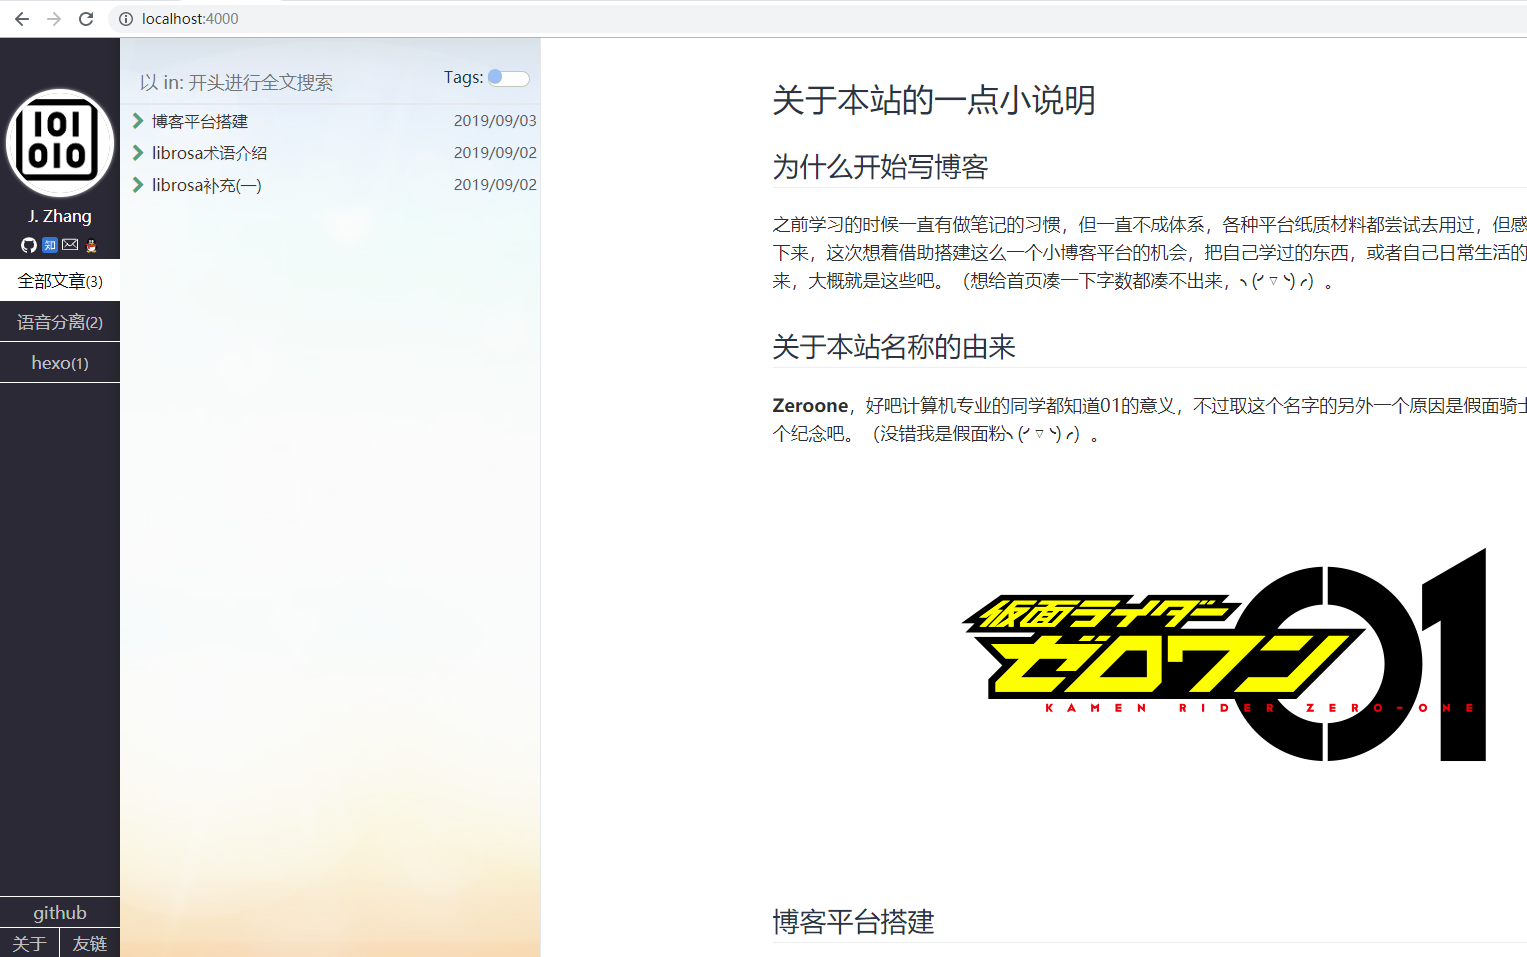 localhost:4000
101
010
J. Zhang
知
全部文章(3)
语音分离(2)
hexo(1)
github
关于
友链
以 in: 开头进行全文搜索
Tags:
博客平台搭建 2019/09/03
librosa术语介绍 2019/09/02
librosa补充(一) 2019/09/02
关于本站的一点小说明
为什么开始写博客
之前学习的时候一直有做笔记的习惯，但一直不成体系，各种平台纸质材料都尝试去用过，但感
下来，这次想着借助搭建这么一个小博客平台的机会，把自己学过的东西，或者自己日常生活的
来，大概就是这些吧。（想给首页凑一下字数都凑不出来，╮(╯▽╰)╭）。
关于本站名称的由来
Zeroone，好吧计算机专业的同学都知道01的意义，不过取这个名字的另外一个原因是假面骑士
个纪念吧。（没错我是假面粉╮(╯▽╰)╭）。
仮面ライダー
ゼロワン
01
KAMEN RIDER ZERO-ONE
博客平台搭建